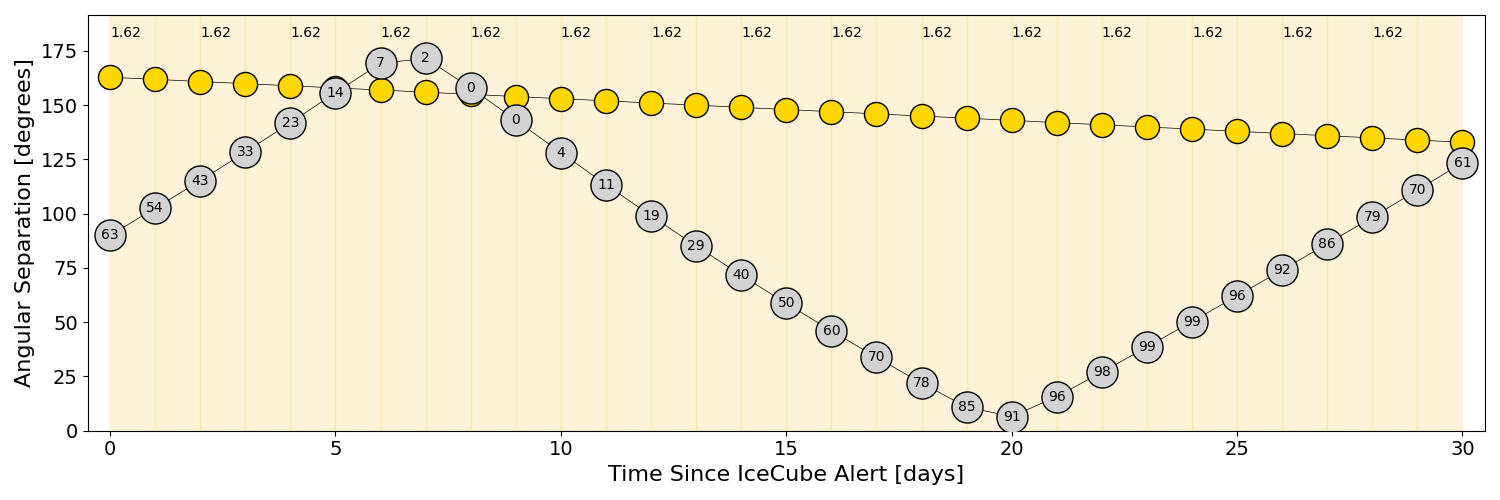 1.62 1.62 1.62 1.62 1.62 1.62 1.62 1.62 1.62 1.62 1.62 1.62 1.62 1.62 1.62
Angular Separation [degrees]
175
150
125
100
75
50
25
0
63 54 43 33 23 14 7 2 0 0 4 11 19 29 40 50 60 70 78 85 91 96 98 99 99 96 92 86 79 70 61
0 5 10 15 20 25 30
Time Since IceCube Alert [days]